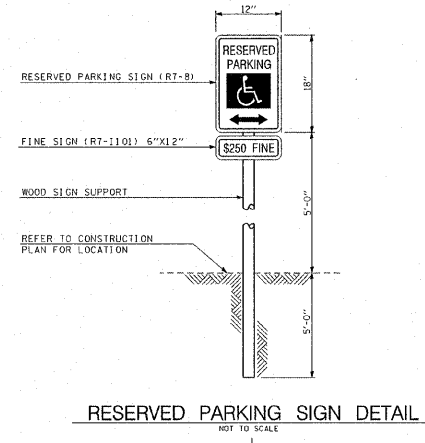 12"
RESERVED
PARKING
RESERVED PARKING SIGN (R7-8)
18"
FINE SIGN (R7-I101) 6"X12"
$250 FINE
WOOD SIGN SUPPORT
5'-0"
REFER TO CONSTRUCTION
PLAN FOR LOCATION
5'-0"
RESERVED PARKING SIGN DETAIL
NOT TO SCALE